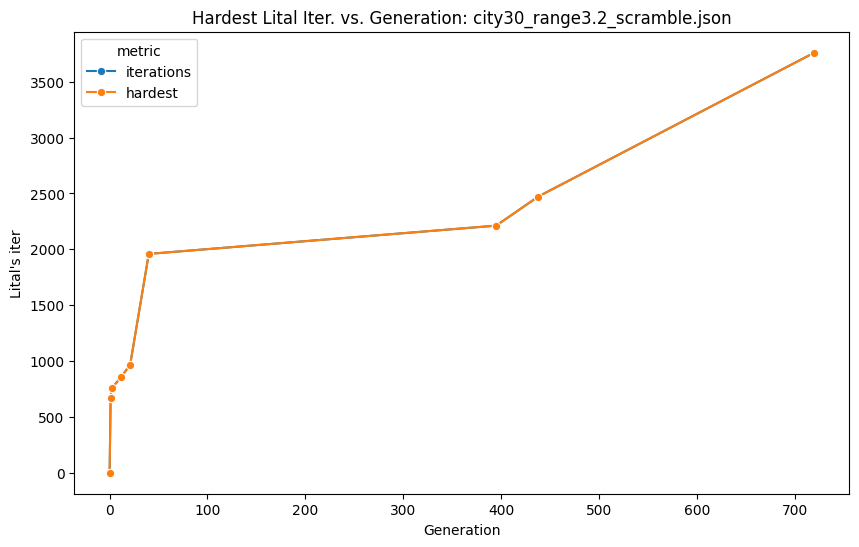 Hardest Lital Iter. vs. Generation: city30_range3.2_scramble.json
metric
iterations
hardest
3500
3000
2500
2000
1500
1000
500
0
Lital's iter
0 100 200 300 400 500 600 700
Generation